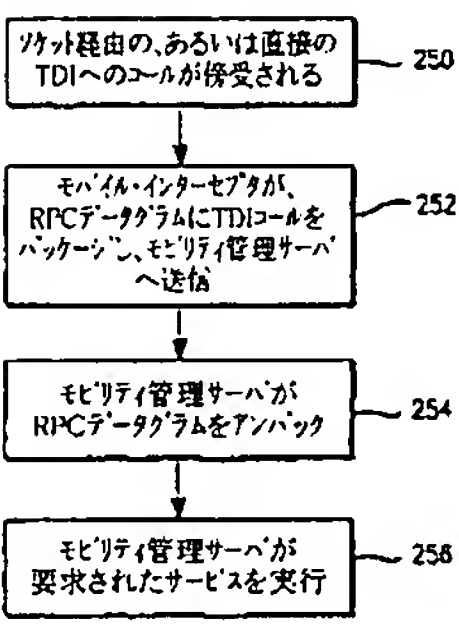 ソケット経由の、あるいは直接の
TDIへのコールが傍受される
250
モバイル・インターセプタが、
RPCデータグラムにTDIコールを
パッケージし、モビリティ管理サーバ
へ送信
252
モビリティ管理サーバが
RPCデータグラムをアンパック
254
モビリティ管理サーバが
要求されたサービスを実行
256